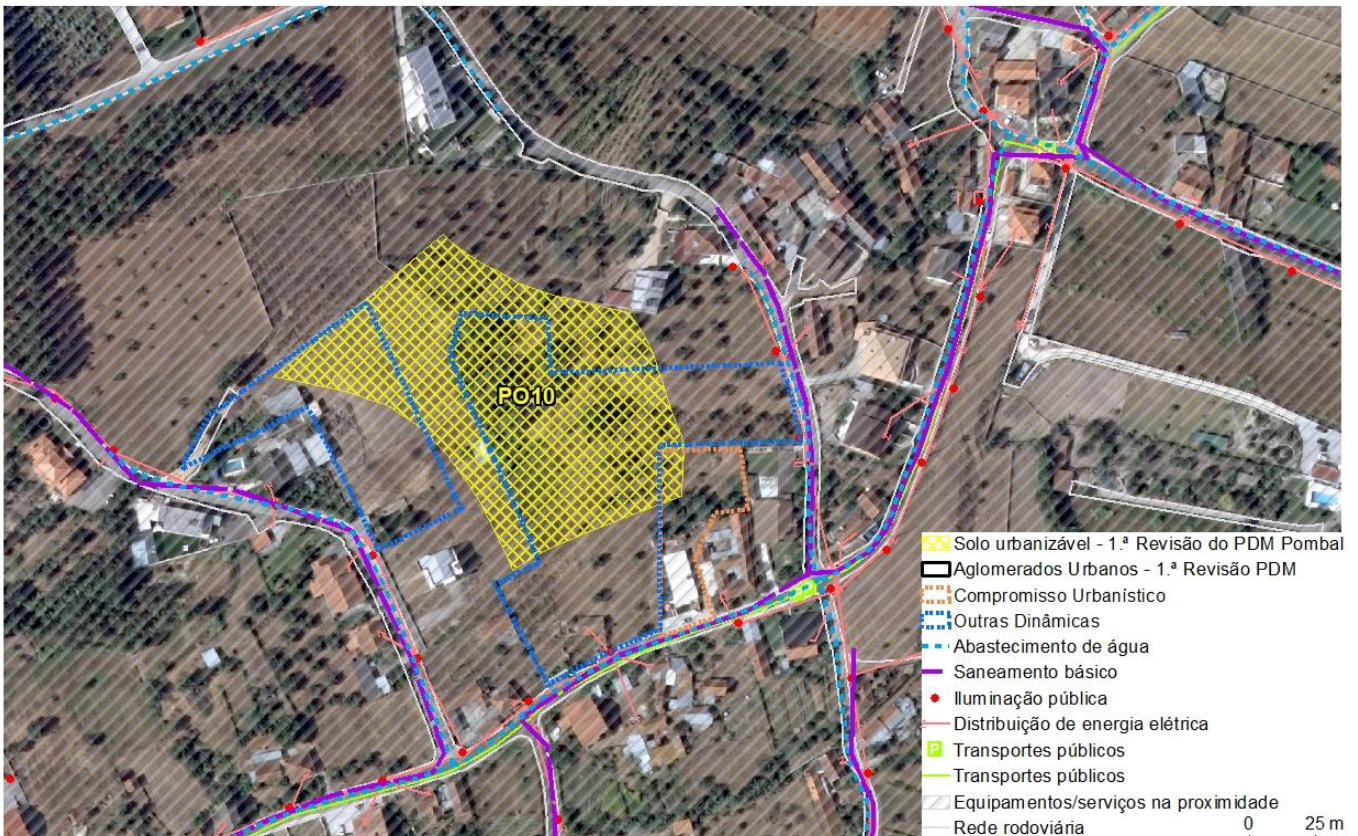 PO10
Solo urbanizável - 1.ª Revisão do PDM Pombal
Aglomerados Urbanos - 1.ª Revisão PDM
Compromisso Urbanístico
Outras Dinâmicas
Abastecimento de água
Saneamento básico
Iluminação pública
Distribuição de energia elétrica
P Transportes públicos
Transportes públicos
Equipamentos/serviços na proximidade
Rede rodoviária
0 25 m